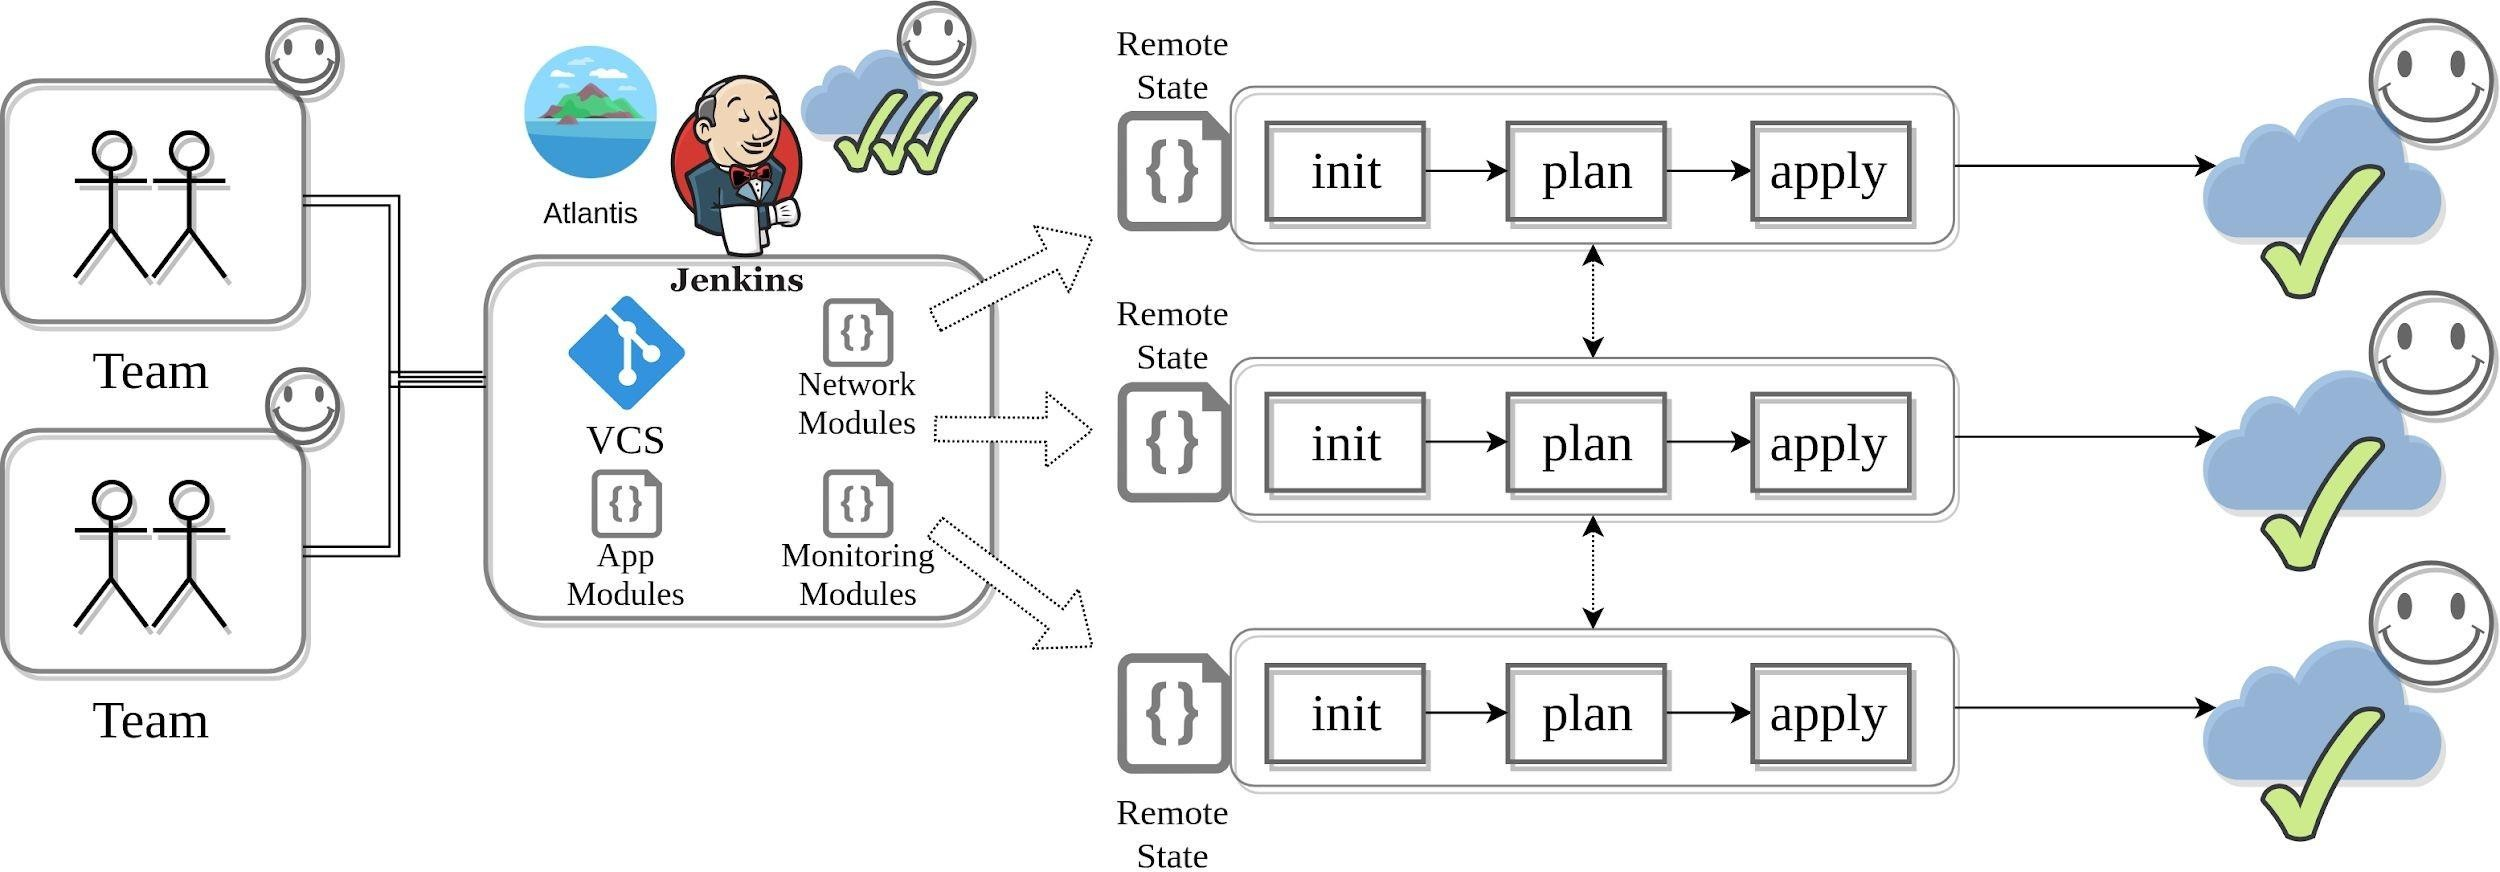 Team
Team
Atlantis
Jenkins
VCS
Network
Modules
App
Modules
Monitoring
Modules
Remote
State
init
plan
apply
Remote
State
init
plan
apply
init
plan
apply
Remote
State